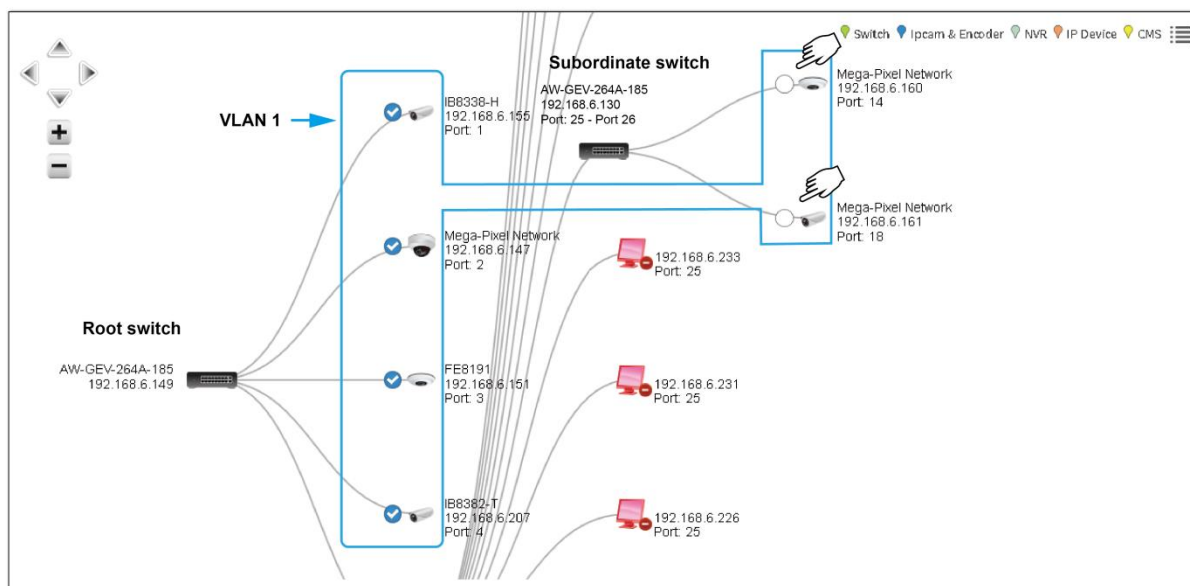 Switch Ipcam & Encoder NVR IP Device CMS
Subordinate switch
AW-GEV-264A-185
192.168.6.130
Port: 25 - Port 26
Mega-Pixel Network
192.168.6.160
Port: 14
VLAN 1
IB8338-H
192.168.6.155
Port: 1
Mega-Pixel Network
192.168.6.161
Port: 18
Mega-Pixel Network
192.168.6.147
Port: 2
192.168.6.233
Port: 25
Root switch
AW-GEV-264A-185
192.168.6.149
FE8191
192.168.6.151
Port: 3
192.168.6.231
Port: 25
IB8382-T
192.168.6.207
Port: 4
192.168.6.226
Port: 25